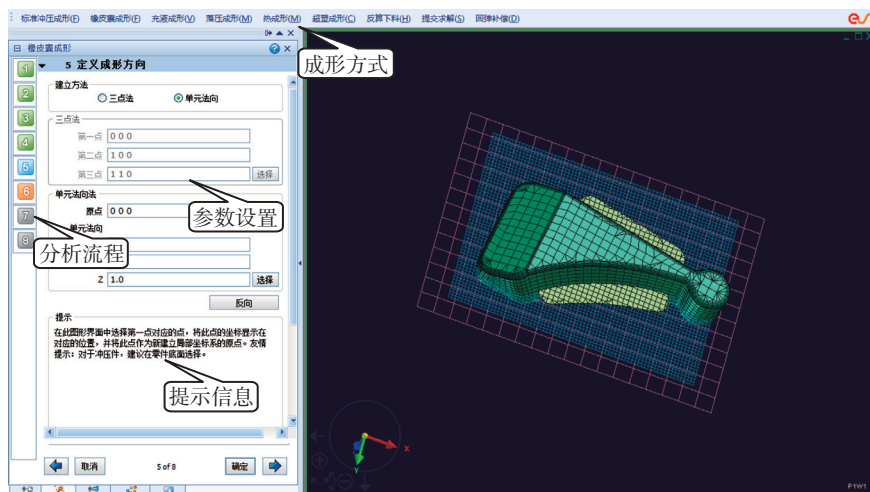 标准冲压成形(F) 橡皮囊成形(F) 充液成形(V) 落压成形(M) 热成形(M) 超塑成形(C) 反算下料(H) 提交求解(S) 回弹补偿(D)
橡皮囊成形
成形方式
5 定义成形方向
1
2
3
4
5
6
7
8
建立方法
三点法 单元法向
三点法
第一点 0 0 0
第二点 1 0 0
第三点 1 1 0 选择
单元法向法
原点 0 0 0
参数设置
单元法向
分析流程
Z 1.0 选择
反向
提示
在此图形界面中选择第一点对应的点，将此点的坐标显示在
对应的位置，并将此点作为新建立局部坐标系的原点。友情
提示：对于冲压件，建议在零件底面选择。
提示信息
取消 5 of 8 确定
X
Y
P1W1